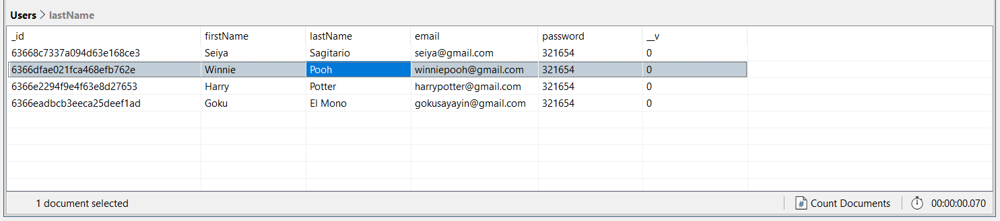 Users > lastName
_id firstName lastName email password __v
63668c7337a094d63e168ce3 Seiya Sagitario seiya@gmail.com 321654 0
6366dfae021fca468efb762e Winnie Pooh winniepooh@gmail.com 321654 0
6366e2294f9e4f63e8d27653 Harry Potter harrypotter@gmail.com 321654 0
6366eadbcb3eeca25deef1ad Goku El Mono gokusayayin@gmail.com 321654 0
1 document selected # Count Documents 00:00:00.070